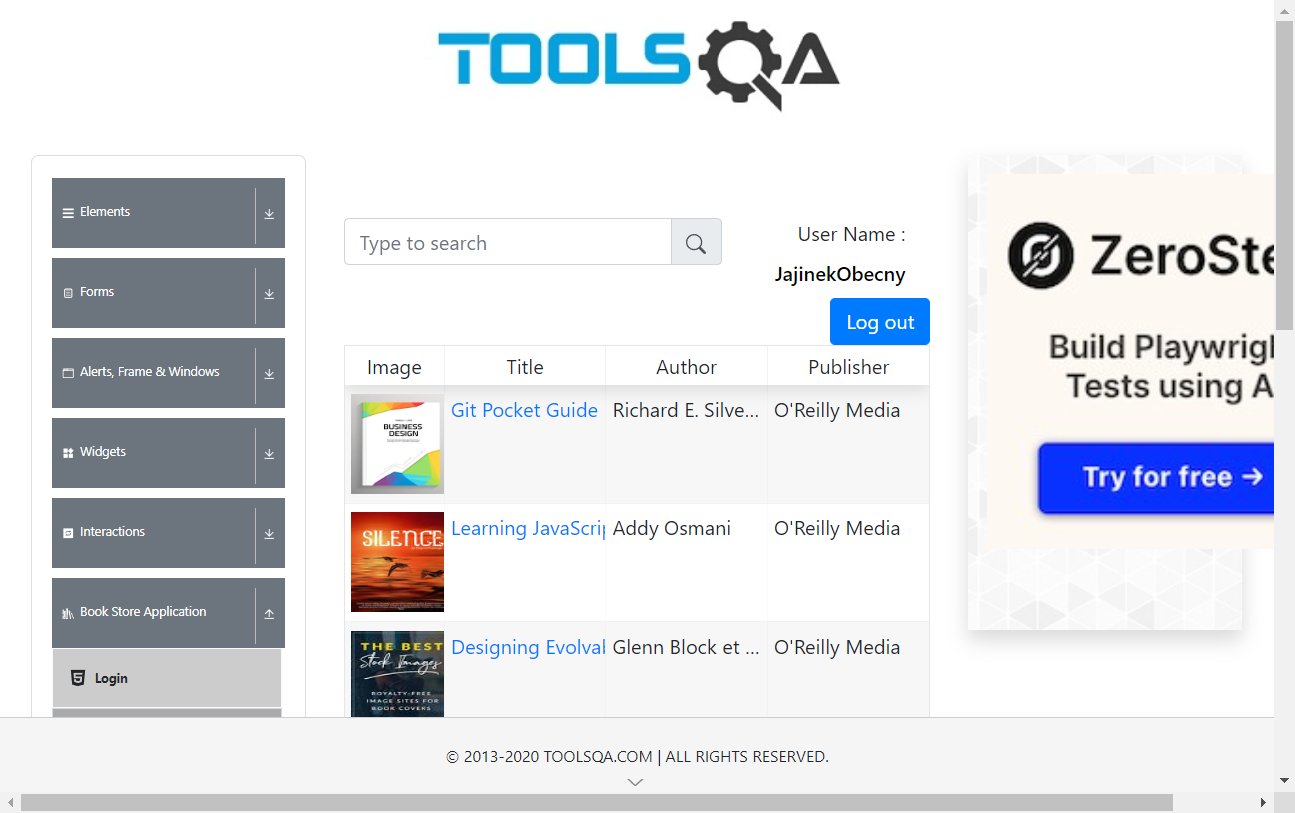 TOOLSQA
Elements
Forms
Alerts, Frame & Windows
Widgets
Interactions
Book Store Application
Login
Type to search
User Name :
JajinekObecny
Log out
Image Title Author Publisher
BUSINESS
DESIGN
Git Pocket Guide Richard E. Silve... O'Reilly Media
SILENCE
Learning JavaScrip Addy Osmani O'Reilly Media
THE BEST
Stock Images
ROYALTY-FREE
IMAGE SITES FOR
BOOK COVERS
Designing Evolvab Glenn Block et ... O'Reilly Media
ZeroSte
Build Playwrigh
Tests using A
Try for free →
© 2013-2020 TOOLSQA.COM | ALL RIGHTS RESERVED.